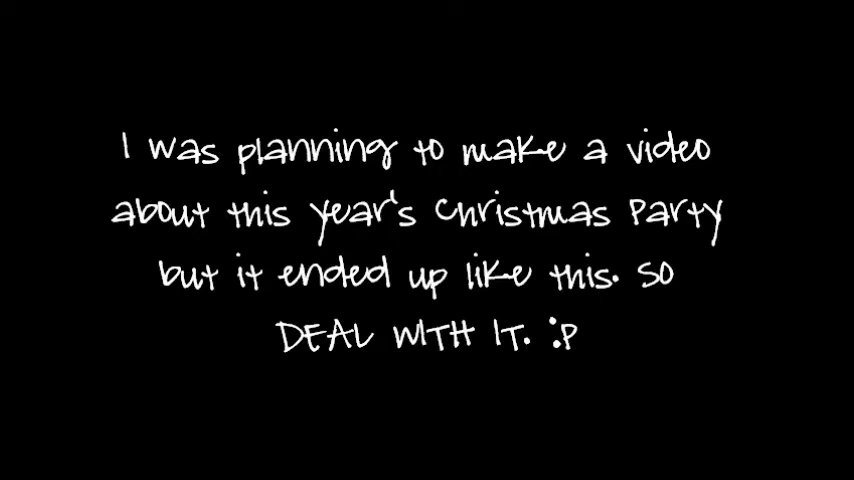 I was planning to make a video
about this year's Christmas Party
but it ended up like this. so
DEAL WITH IT. :P